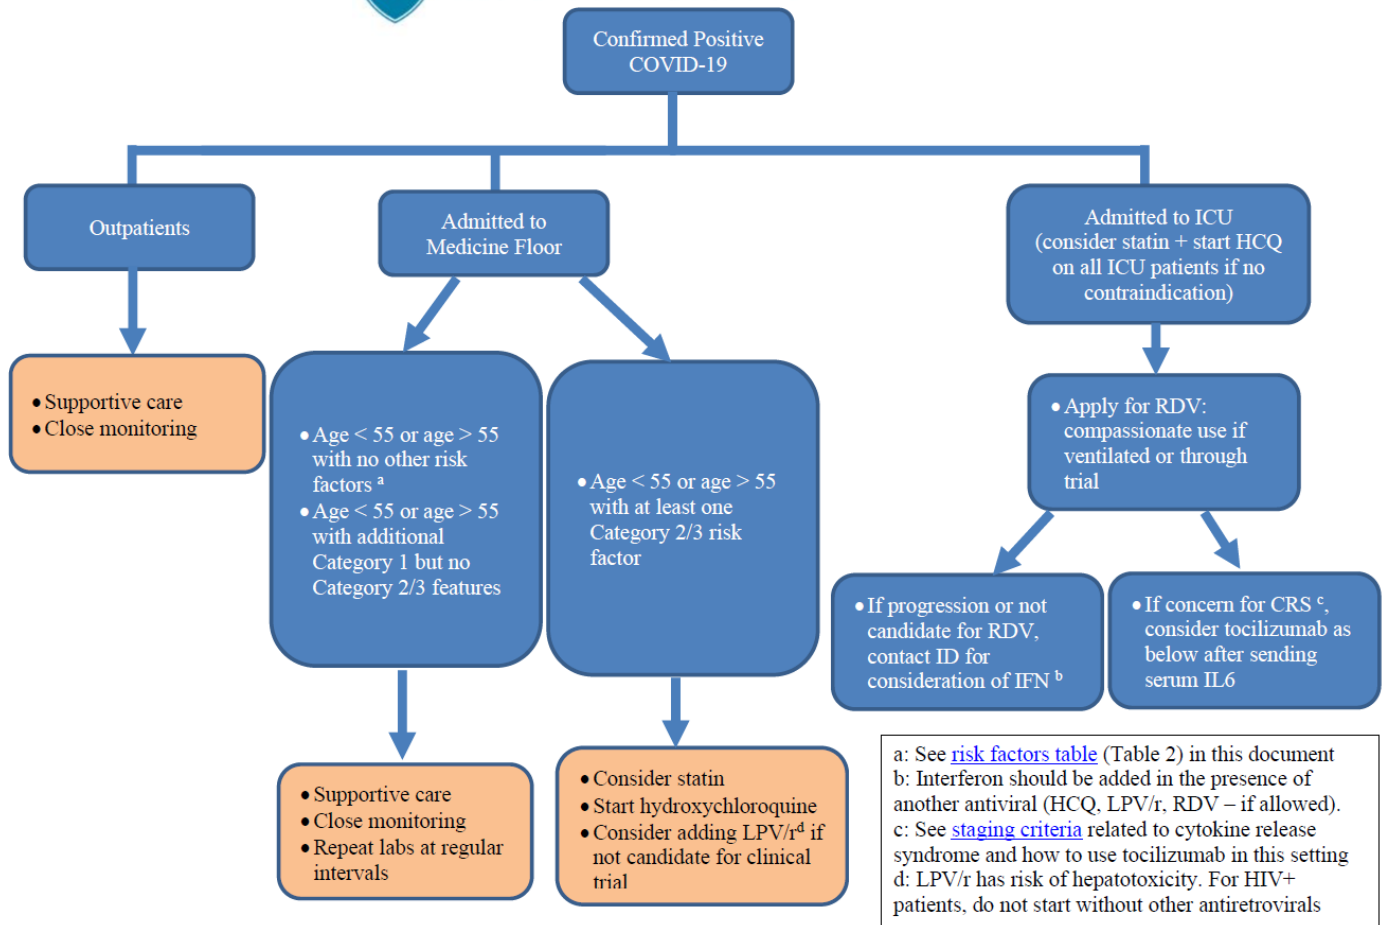 Confirmed Positive
COVID-19
Outpatients
Admitted to
Medicine Floor
Admitted to ICU
(consider statin + start HCQ
on all ICU patients if no
contraindication)
• Supportive care
• Close monitoring
• Age < 55 or age > 55
with no other risk
factors a
• Age < 55 or age > 55
with additional
Category 1 but no
Category 2/3 features
• Age < 55 or age > 55
with at least one
Category 2/3 risk
factor
• Apply for RDV:
compassionate use if
ventilated or through
trial
• If progression or not
candidate for RDV,
contact ID for
consideration of IFN b
• If concern for CRS c,
consider tocilizumab as
below after sending
serum IL6
• Supportive care
• Close monitoring
• Repeat labs at regular
intervals
• Consider statin
• Start hydroxychloroquine
• Consider adding LPV/rd if
not candidate for clinical
trial
a: See risk factors table (Table 2) in this document
b: Interferon should be added in the presence of
another antiviral (HCQ, LPV/r, RDV – if allowed).
c: See staging criteria related to cytokine release
syndrome and how to use tocilizumab in this setting
d: LPV/r has risk of hepatotoxicity. For HIV+
patients, do not start without other antiretrovirals